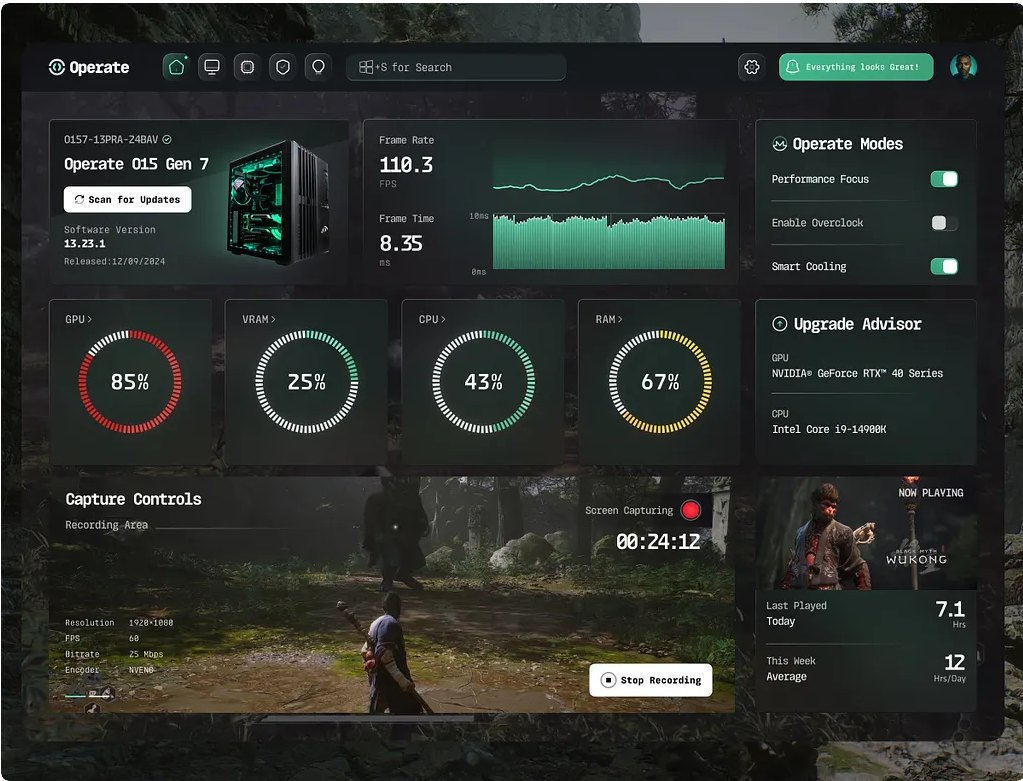 Operate
+S for Search
Everything looks Great!
O157-13PRA-24BAV
Operate O15 Gen 7
Scan for Updates
Software Version
13.23.1
Released:12/09/2024
Frame Rate
110.3
FPS
Frame Time
8.35
ms
10ms
0ms
Operate Modes
Performance Focus
Enable Overclock
Smart Cooling
GPU
85%
VRAM
25%
CPU
43%
RAM
67%
Upgrade Advisor
GPU
NVIDIA® GeForce RTX™ 40 Series
CPU
Intel Core i9-14900K
Capture Controls
Recording Area
Screen Capturing
00:24:12
Resolution 1920×1080
FPS 60
Bitrate 25 Mbps
Encoder NVENC
Stop Recording
NOW PLAYING
BLACK MYTH
WUKONG
Last Played
Today
7.1
Hrs
This Week
Average
12
Hrs/Day